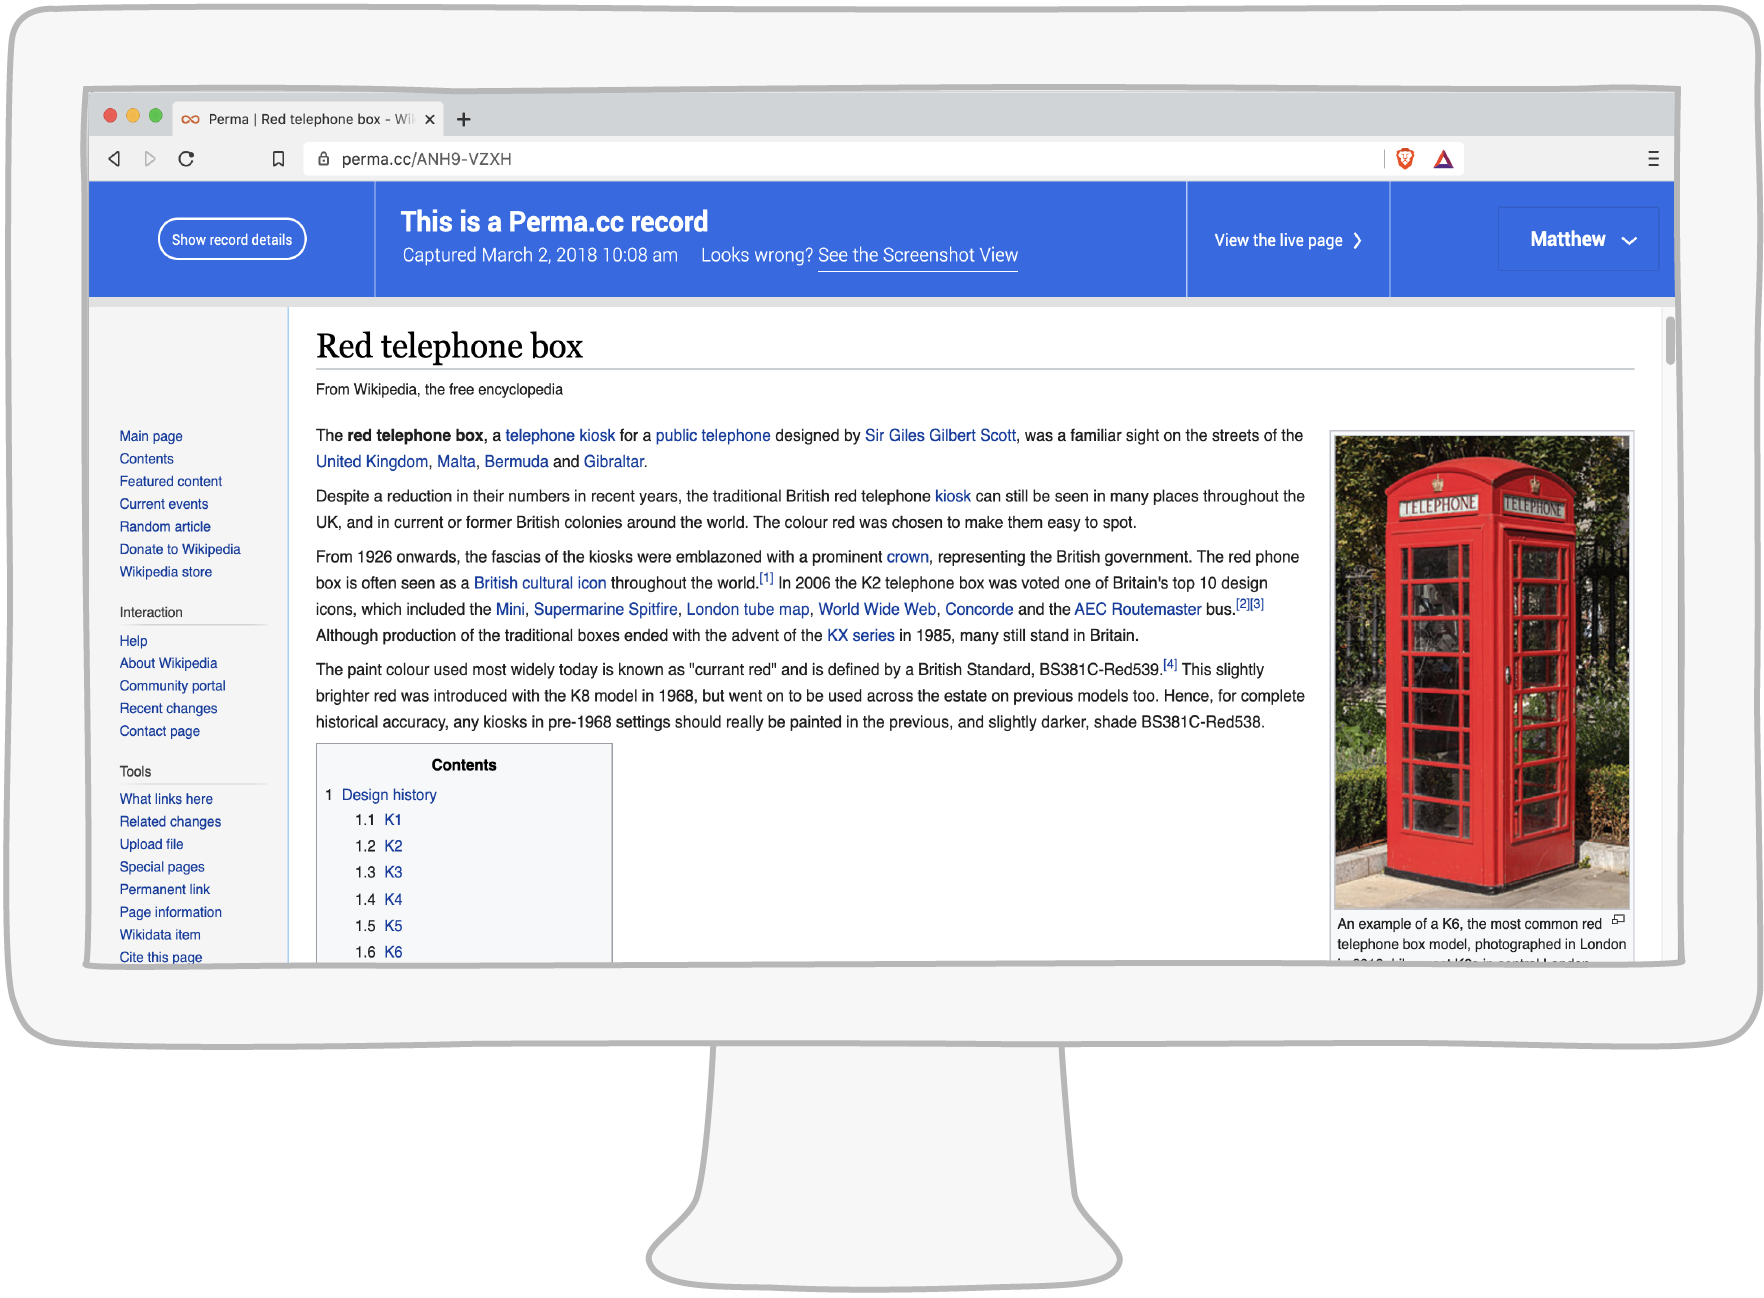 Perma | Red telephone box - Wi
perma.cc/ANH9-VZXH
Show record details
This is a Perma.cc record
Captured March 2, 2018 10:08 am Looks wrong? See the Screenshot View
View the live page
Matthew
Red telephone box
From Wikipedia, the free encyclopedia
Main page
Contents
Featured content
Current events
Random article
Donate to Wikipedia
Wikipedia store
Interaction
Help
About Wikipedia
Community portal
Recent changes
Contact page
Tools
What links here
Related changes
Upload file
Special pages
Permanent link
Page information
Wikidata item
Cite this page
The red telephone box, a telephone kiosk for a public telephone designed by Sir Giles Gilbert Scott, was a familiar sight on the streets of the
United Kingdom, Malta, Bermuda and Gibraltar.
Despite a reduction in their numbers in recent years, the traditional British red telephone kiosk can still be seen in many places throughout the
UK, and in current or former British colonies around the world. The colour red was chosen to make them easy to spot.
From 1926 onwards, the fascias of the kiosks were emblazoned with a prominent crown, representing the British government. The red phone
box is often seen as a British cultural icon throughout the world.[1] In 2006 the K2 telephone box was voted one of Britain's top 10 design
icons, which included the Mini, Supermarine Spitfire, London tube map, World Wide Web, Concorde and the AEC Routemaster bus.[2][3]
Although production of the traditional boxes ended with the advent of the KX series in 1985, many still stand in Britain.
The paint colour used most widely today is known as "currant red" and is defined by a British Standard, BS381C-Red539.[4] This slightly
brighter red was introduced with the K8 model in 1968, but went on to be used across the estate on previous models too. Hence, for complete
historical accuracy, any kiosks in pre-1968 settings should really be painted in the previous, and slightly darker, shade BS381C-Red538.
Contents
1 Design history
1.1 K1
1.2 K2
1.3 K3
1.4 K4
1.5 K5
1.6 K6
TELEPHONE
TELEPHONE
An example of a K6, the most common red
telephone box model, photographed in London